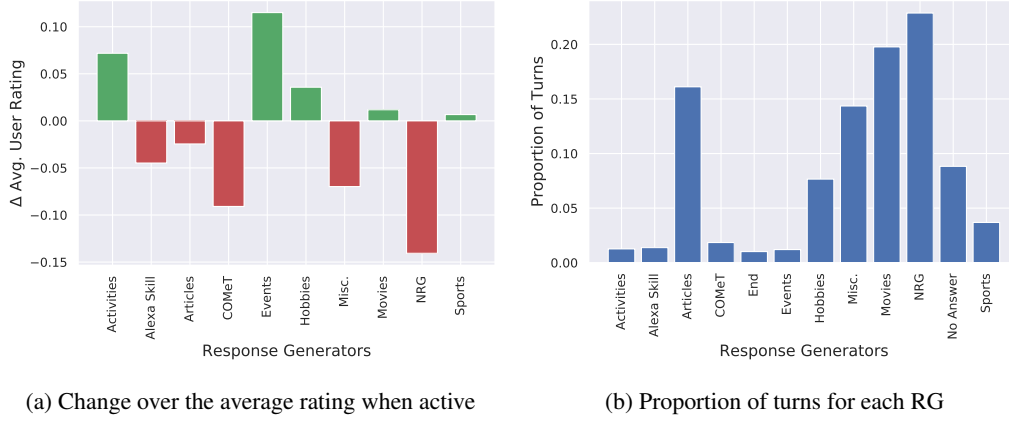 0.10
0.05
0.00
−0.05
−0.10
−0.15
Δ Avg. User Rating
Activities
Alexa Skill
Articles
COMeT
Events
Hobbies
Misc.
Movies
NRG
Sports
Response Generators
(a) Change over the average rating when active
0.20
0.15
0.10
0.05
0.00
Proportion of Turns
Activities
Alexa Skill
Articles
COMeT
End
Events
Hobbies
Misc.
Movies
NRG
No Answer
Sports
Response Generators
(b) Proportion of turns for each RG